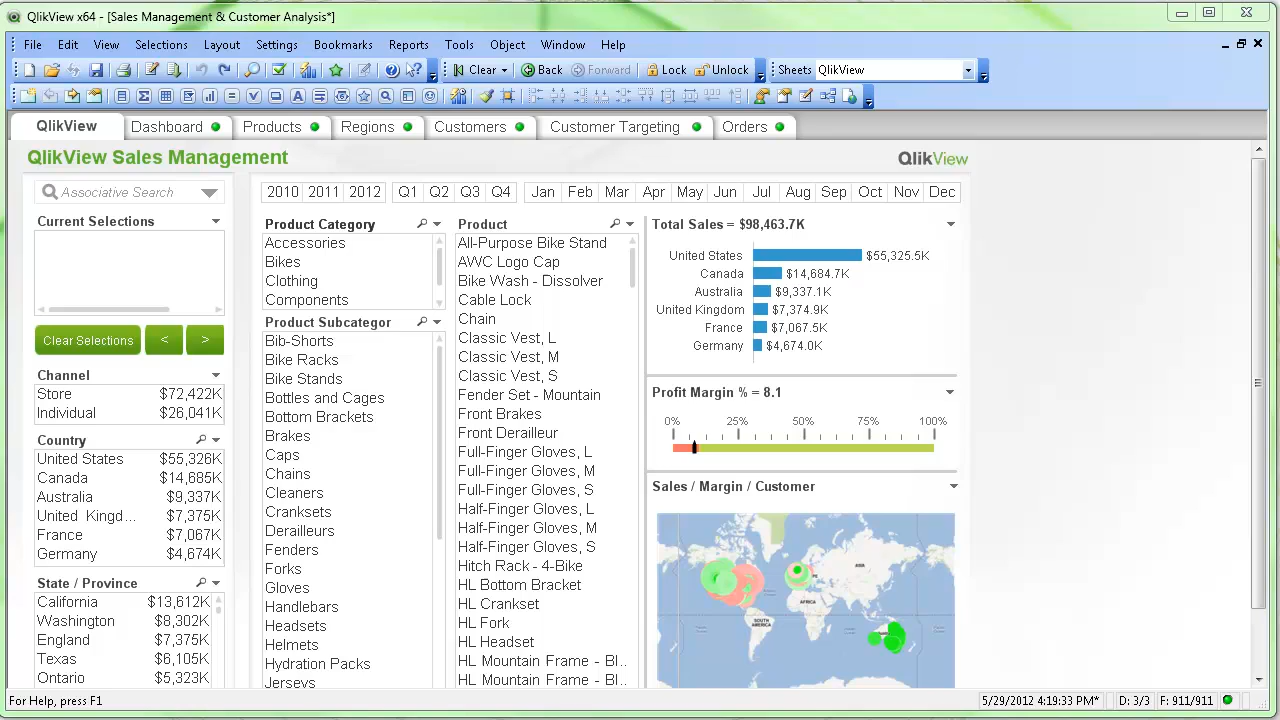 QlikView x64 - [Sales Management & Customer Analysis*]
File Edit View Selections Layout Settings Bookmarks Reports Tools Object Window Help
Clear Back Forward Lock Unlock Sheets QlikView
QlikView Dashboard Products Regions Customers Customer Targeting Orders
QlikView Sales Management
QlikView
Associative Search
2010 2011 2012 Q1 Q2 Q3 Q4 Jan Feb Mar Apr May Jun Jul Aug Sep Oct Nov Dec
Current Selections
Clear Selections < >
Channel
Store $72,422K
Individual $26,041K
Country
United States $55,326K
Canada $14,685K
Australia $9,337K
United Kingd... $7,375K
France $7,067K
Germany $4,674K
State / Province
California $13,612K
Washington $8,302K
England $7,375K
Texas $6,105K
Ontario $5,323K
Product Category
Accessories
Bikes
Clothing
Components
Product Subcategor
Bib-Shorts
Bike Racks
Bike Stands
Bottles and Cages
Bottom Brackets
Brakes
Caps
Chains
Cleaners
Cranksets
Derailleurs
Fenders
Forks
Gloves
Handlebars
Headsets
Helmets
Hydration Packs
Jerseys
Product
All-Purpose Bike Stand
AWC Logo Cap
Bike Wash - Dissolver
Cable Lock
Chain
Classic Vest, L
Classic Vest, M
Classic Vest, S
Fender Set - Mountain
Front Brakes
Front Derailleur
Full-Finger Gloves, L
Full-Finger Gloves, M
Full-Finger Gloves, S
Half-Finger Gloves, L
Half-Finger Gloves, M
Half-Finger Gloves, S
Hitch Rack - 4-Bike
HL Bottom Bracket
HL Crankset
HL Fork
HL Headset
HL Mountain Frame - Bl..
HL Mountain Frame - Bl..
Total Sales = $98,463.7K
United States $55,325.5K
Canada $14,684.7K
Australia $9,337.1K
United Kingdom $7,374.9K
France $7,067.5K
Germany $4,674.0K
Profit Margin % = 8.1
0% 25% 50% 75% 100%
Sales / Margin / Customer
ASIA
AFRICA
SOUTH
AMERICA
For Help, press F1 5/29/2012 4:19:33 PM* D: 3/3 F: 911/911